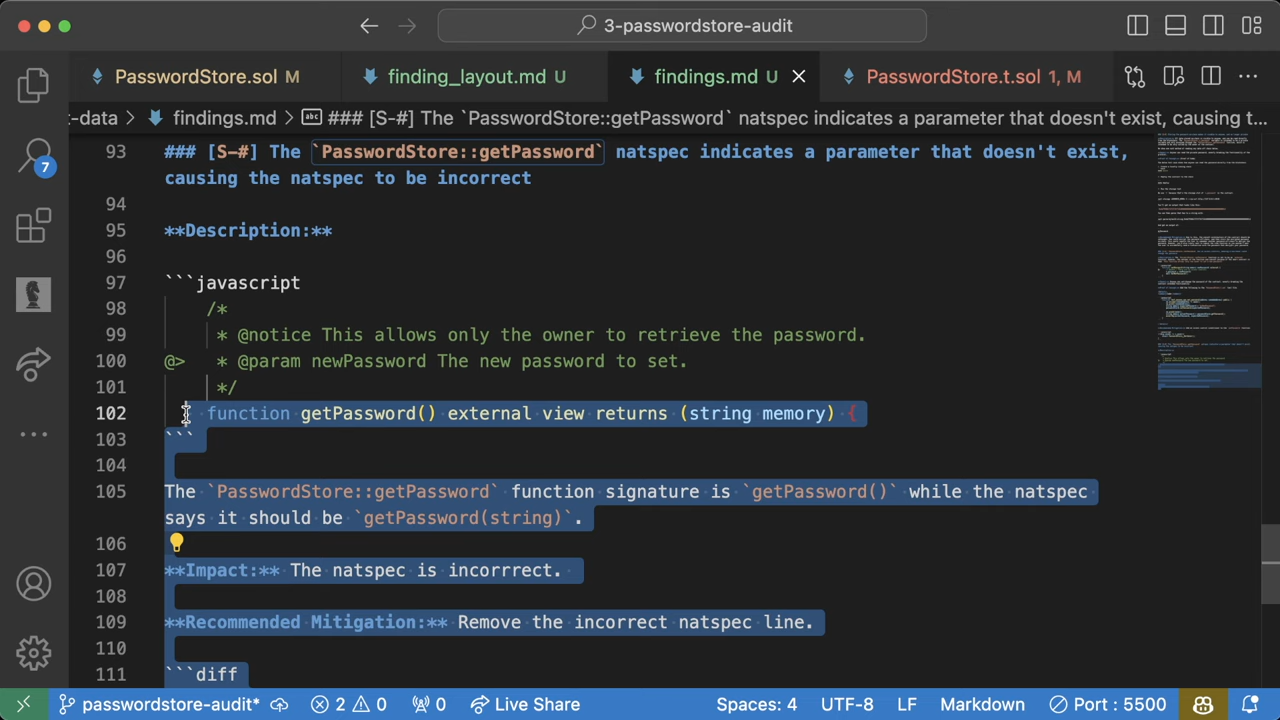 3-passwordstore-audit
PasswordStore.sol M
finding_layout.md U
findings.md U
PasswordStore.t.sol 1, M
-data > findings.md > ### [S-#] The `PasswordStore::getPassword` natspec indicates a parameter that doesn't exist, causing t...
7
93 ### [S-#] The `PasswordStore::getPassword` natspec indicates a parameter that doesn't exist,
causing the natspec to be incorrect
94
95 **Description:**
96
97 ```javascript
98 /*
99 * @notice This allows only the owner to retrieve the password.
100 @> * @param newPassword The new password to set.
101 */
102 function getPassword() external view returns (string memory) {
103 ```
104
105 The `PasswordStore::getPassword` function signature is `getPassword()` while the natspec
says it should be `getPassword(string)`.
106
107 **Impact:** The natspec is incorrrect.
108
109 **Recommended Mitigation:** Remove the incorrect natspec line.
110
111 ```diff
passwordstore-audit* 2 0 0 Live Share Spaces: 4 UTF-8 LF Markdown Port : 5500